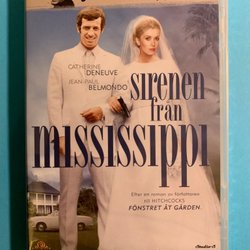 CATHERINE
DENEUVE
JEAN-PAUL
BELMONDO
sirenen
från
mississippi
Efter en roman av författaren
till HITCHCOCKS
FÖNSTRET ÅT GÅRDEN.